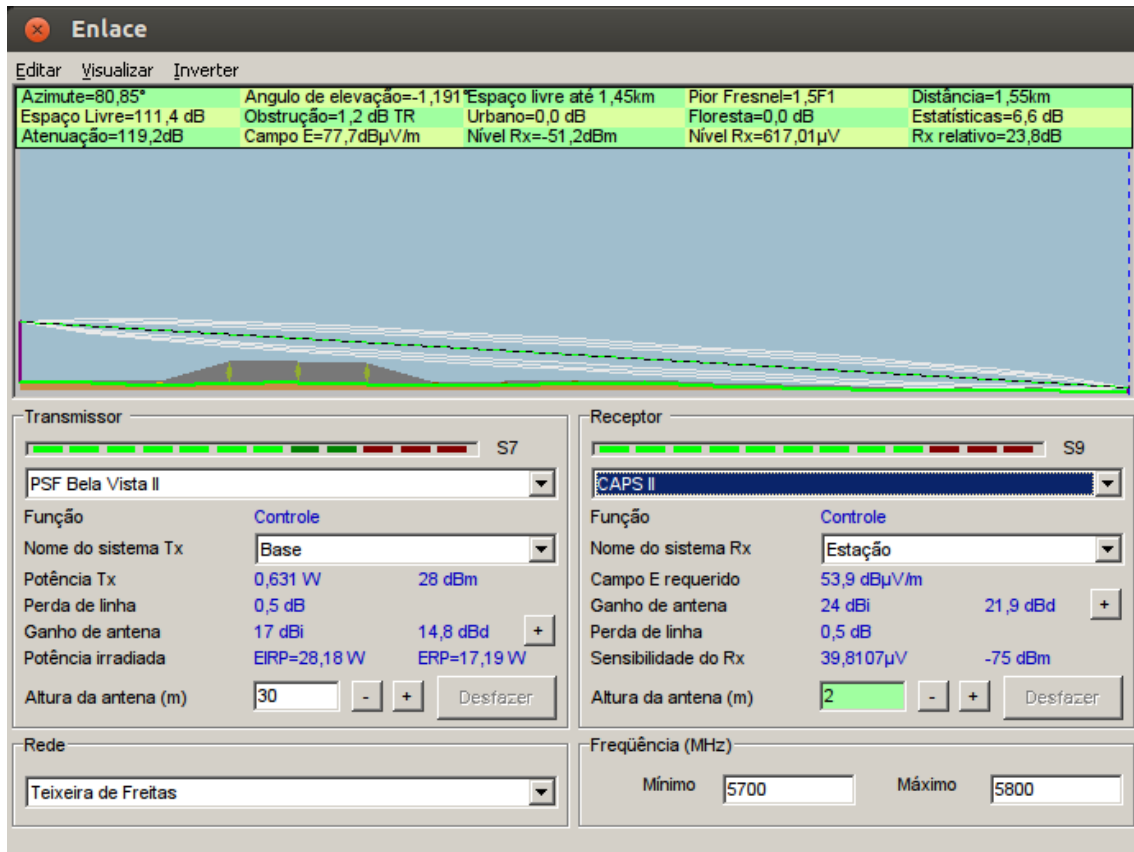 Enlace
Editar Visualizar Inverter
Azimute=80,85° Angulo de elevação=-1,191° Espaço livre até 1,45km Pior Fresnel=1,5F1 Distância=1,55km
Espaço Livre=111,4 dB Obstrução=1,2 dB TR Urbano=0,0 dB Floresta=0,0 dB Estatísticas=6,6 dB
Atenuação=119,2dB Campo E=77,7dBµV/m Nível Rx=-51,2dBm Nível Rx=617,01µV Rx relativo=23,8dB
Transmissor
S7
PSF Bela Vista II
Função Controle
Nome do sistema Tx Base
Potência Tx 0,631 W 28 dBm
Perda de linha 0,5 dB
Ganho de antena 17 dBi 14,8 dBd +
Potência irradiada EIRP=28,18 W ERP=17,19 W
Altura da antena (m) 30 - + Desfazer
Rede
Teixeira de Freitas
Receptor
S9
CAPS II
Função Controle
Nome do sistema Rx Estação
Campo E requerido 53,9 dBµV/m
Ganho de antena 24 dBi 21,9 dBd +
Perda de linha 0,5 dB
Sensibilidade do Rx 39,8107µV -75 dBm
Altura da antena (m) 2 - + Desfazer
Freqüência (MHz)
Mínimo 5700 Máximo 5800